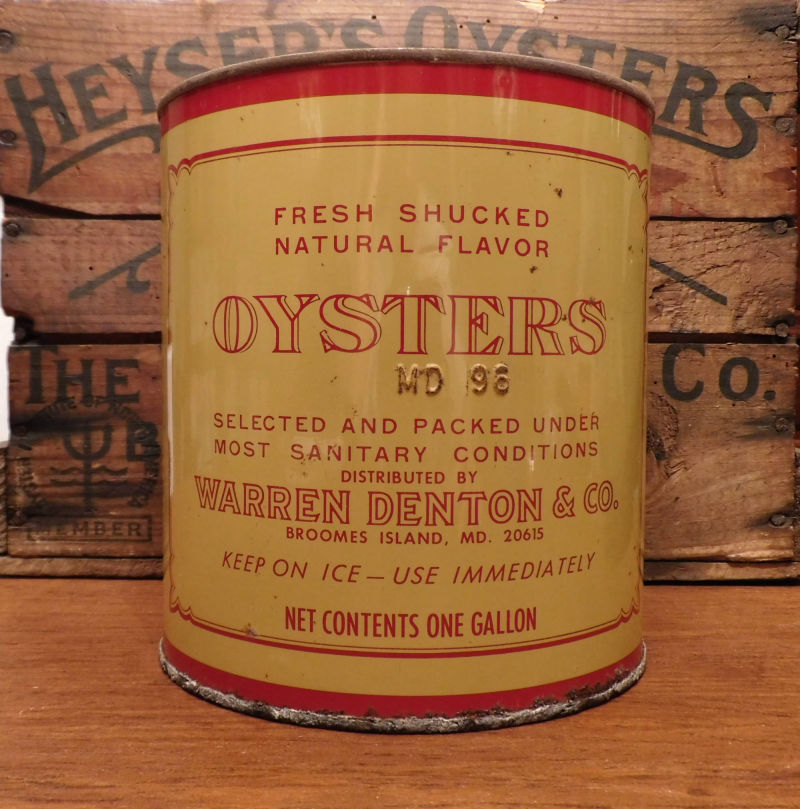 HEYSER'S OYSTERS
FRESH SHUCKED
NATURAL FLAVOR
OYSTERS
MD 96
SELECTED AND PACKED UNDER
MOST SANITARY CONDITIONS
DISTRIBUTED BY
WARREN DENTON & CO.
BROOMES ISLAND, MD. 20615
KEEP ON ICE — USE IMMEDIATELY
NET CONTENTS ONE GALLON
THE Co.
MEMBER